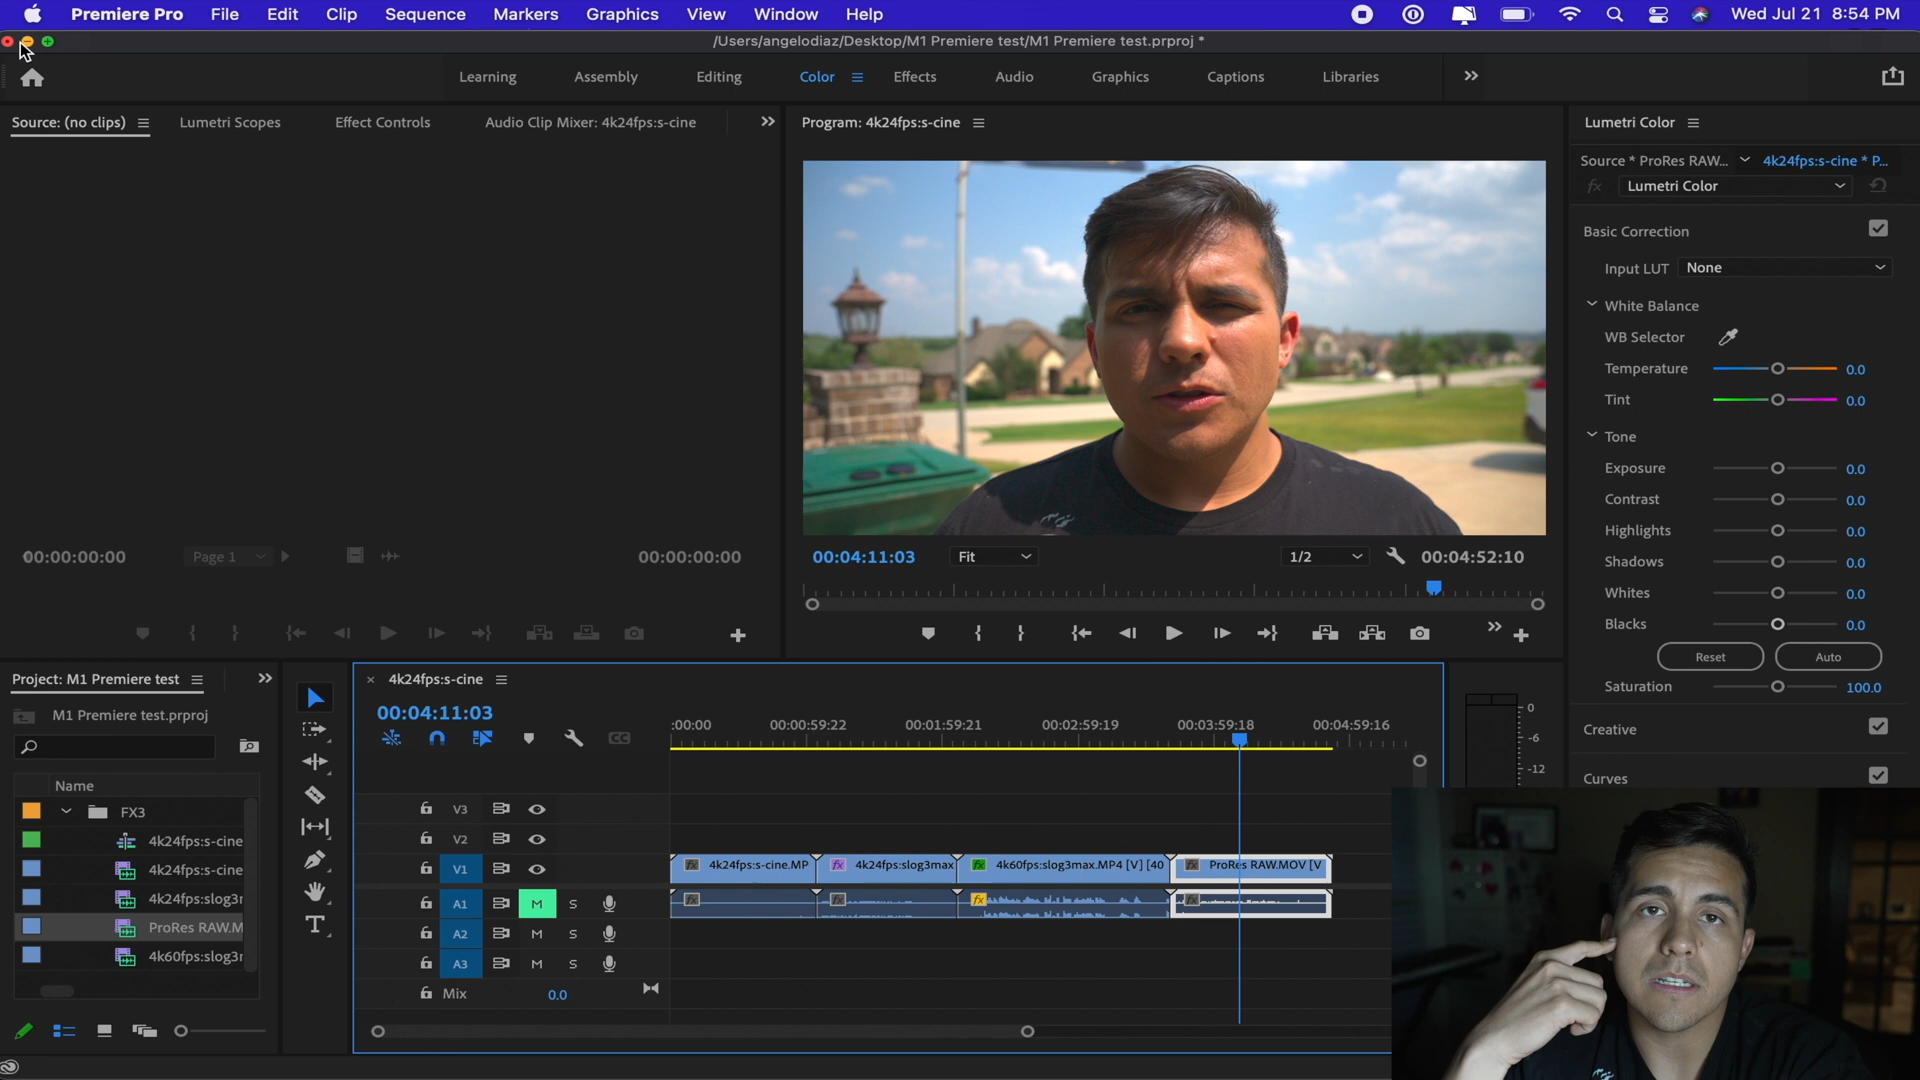 Premiere Pro File Edit Clip Sequence Markers Graphics View Window Help Wed Jul 21 8:54 PM
/Users/angelodiaz/Desktop/M1 Premiere test/M1 Premiere test.prproj *
Learning Assembly Editing Color Effects Audio Graphics Captions Libraries
Source: (no clips) Lumetri Scopes Effect Controls Audio Clip Mixer: 4k24fps:s-cine
Program: 4k24fps:s-cine
Lumetri Color
Source * ProRes RAW... 4k24fps:s-cine * P...
fx Lumetri Color
Basic Correction
Input LUT None
White Balance
WB Selector
Temperature 0.0
Tint 0.0
Tone
Exposure 0.0
Contrast 0.0
Highlights 0.0
Shadows 0.0
Whites 0.0
Blacks 0.0
Reset Auto
Saturation 100.0
Creative
Curves
00:00:00:00 Page 1 00:00:00:00
00:04:11:03 Fit 1/2 00:04:52:10
Project: M1 Premiere test
M1 Premiere test.prproj
Name
FX3
4k24fps:s-cine
4k24fps:s-cine
4k24fps:slog3r
ProRes RAW.M
4k60fps:slog3r
T
4k24fps:s-cine
00:04:11:03
:00:00 00:00:59:22 00:01:59:21 00:02:59:19 00:03:59:18 00:04:59:16
CC
V3
V2
V1 fx 4k24fps:s-cine.MP fx 4k24fps:slog3max fx 4k60fps:slog3max.MP4 [V] [40 fx ProRes RAW.MOV [V
A1 M S fx fx fx fx
A2 M S
A3 M S
Mix 0.0
0
-6
-12